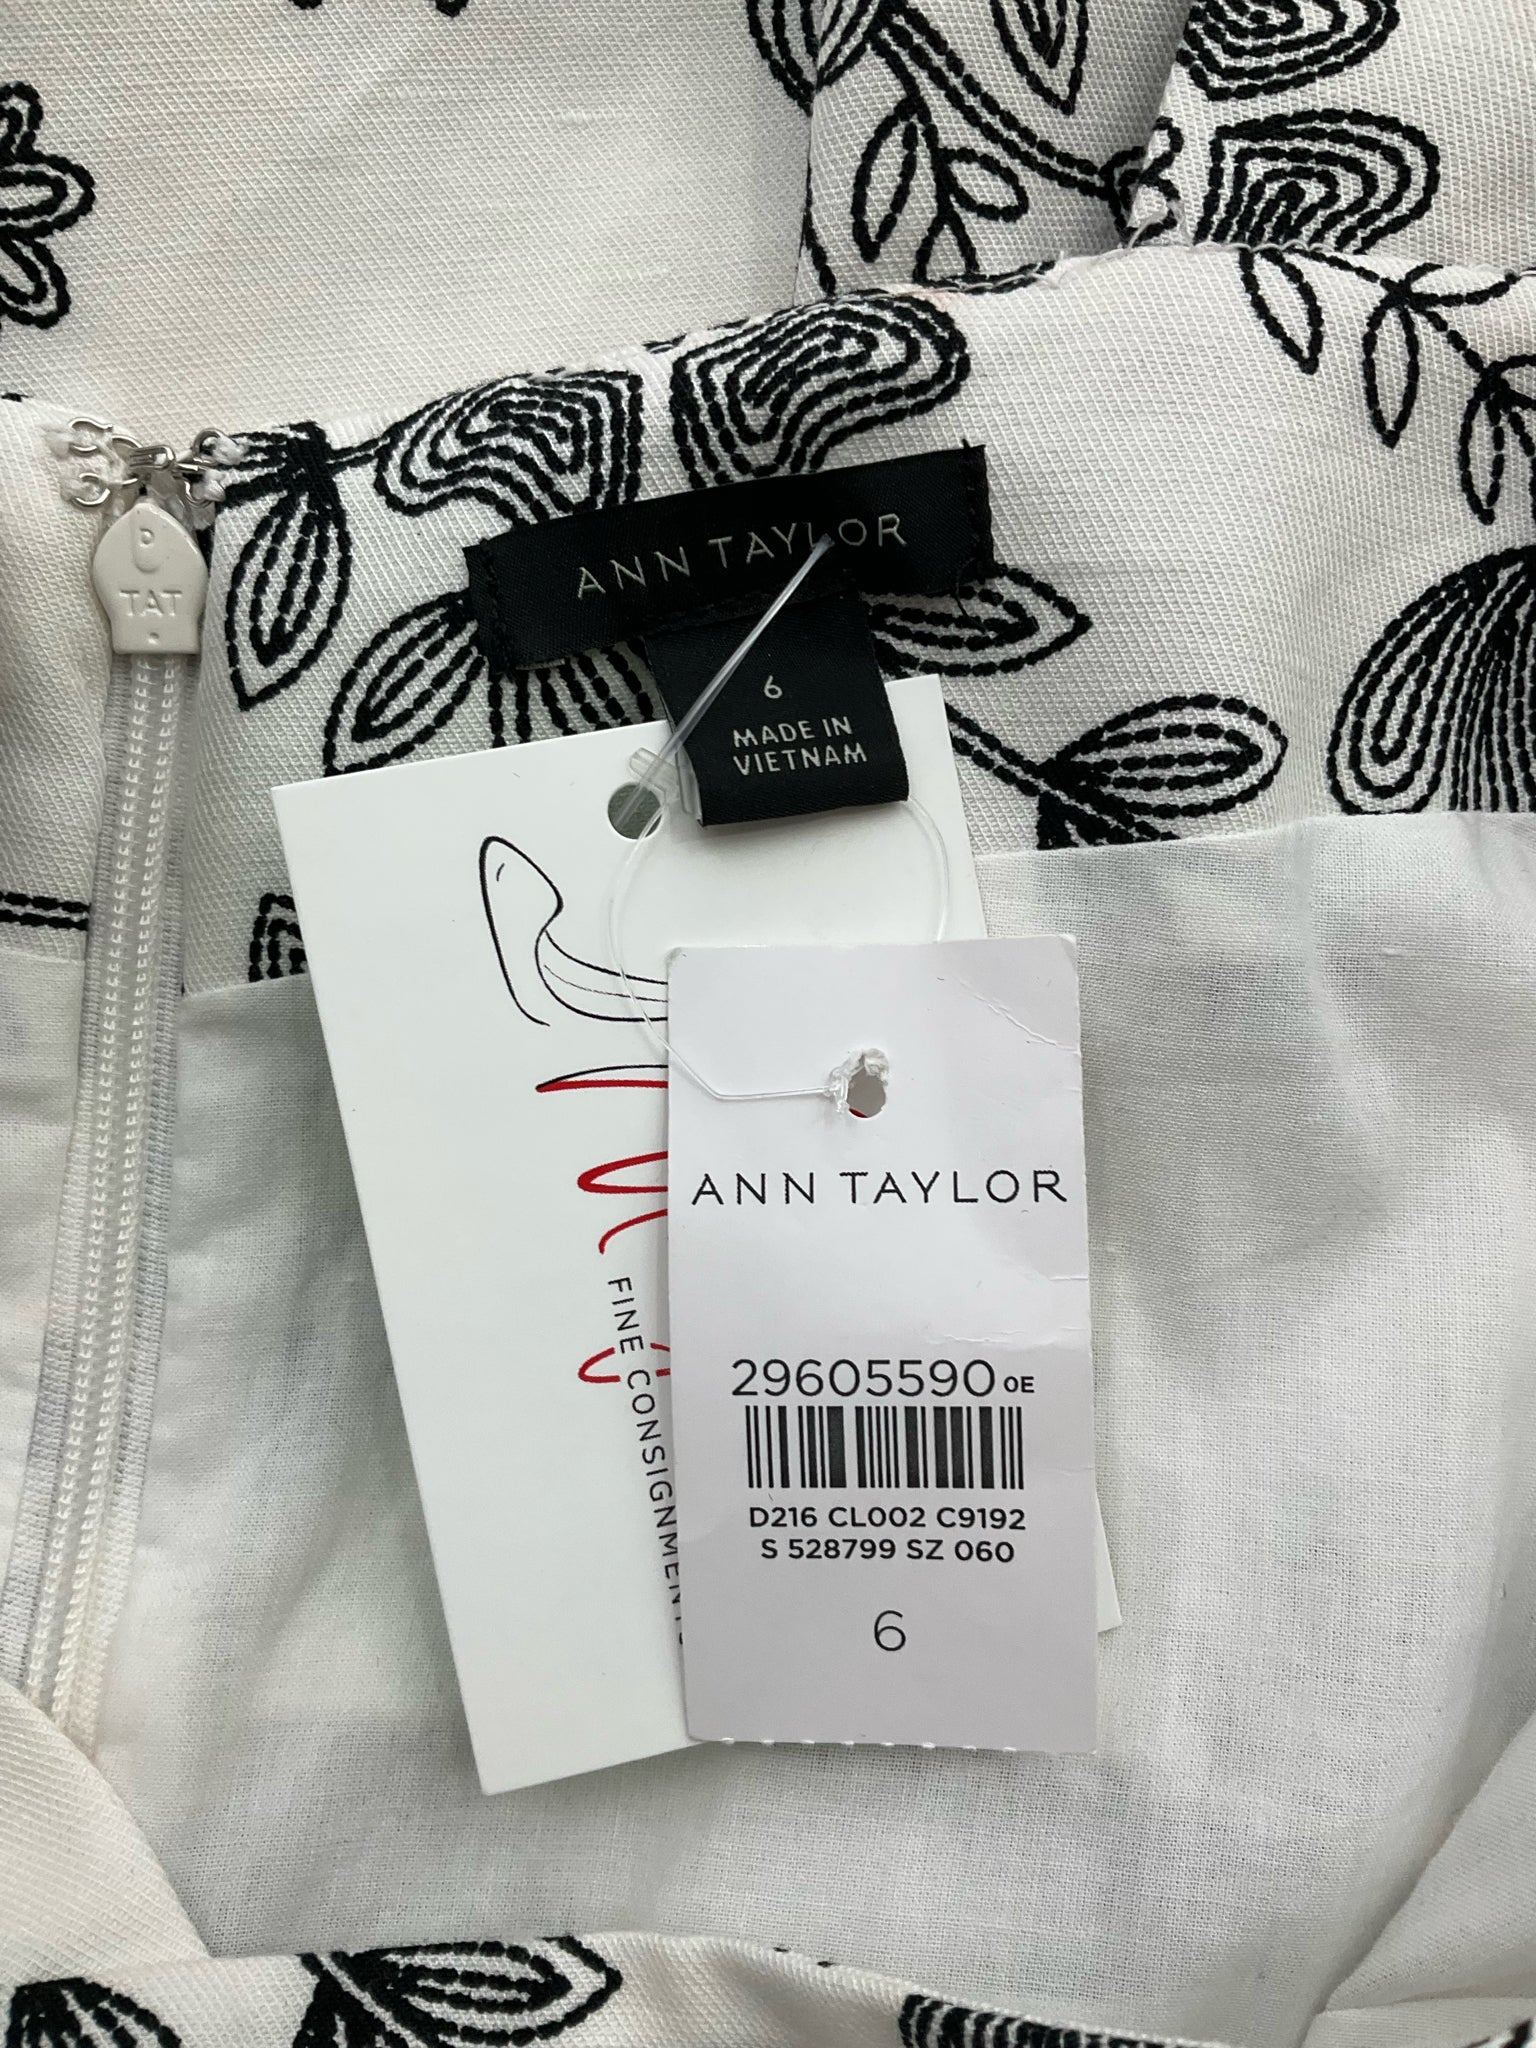 ANN TAYLOR
6
MADE IN
VIETNAM
TAT
FINE CONSIGNMENTS
ANN TAYLOR
29605590 OE
D216 CL002 C9192
S 528799 SZ 060
6